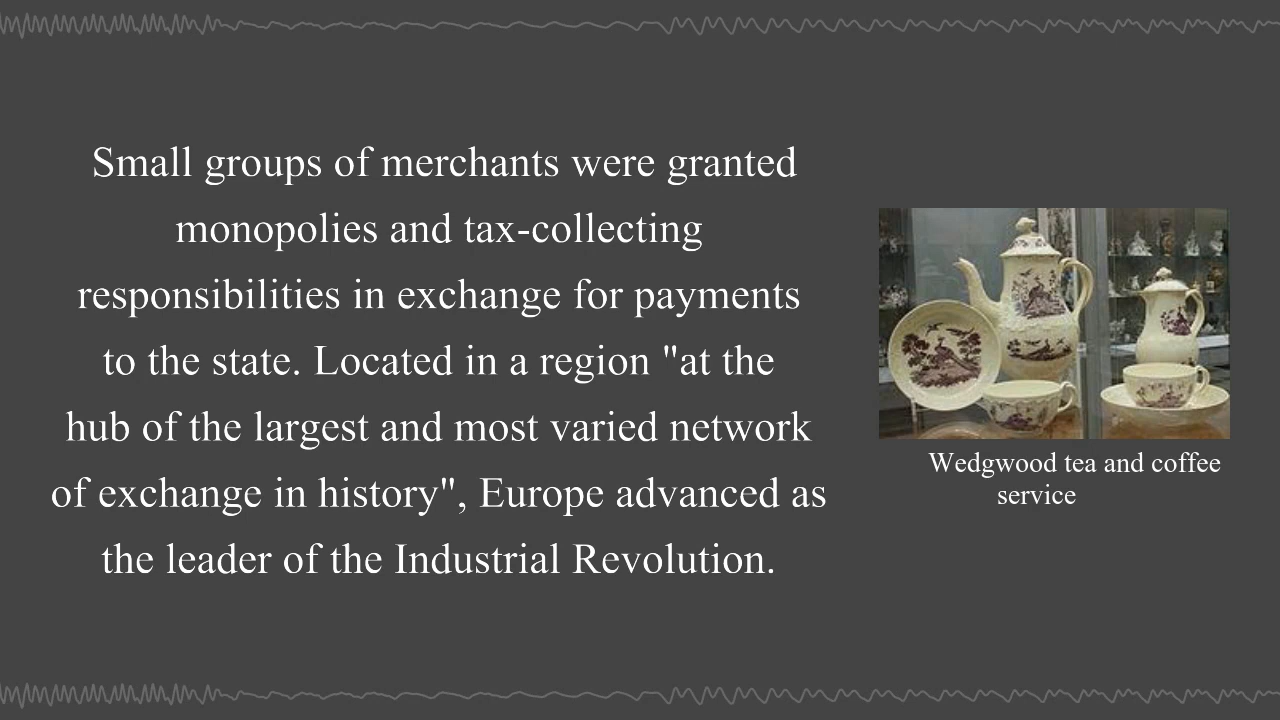 Small groups of merchants were granted
monopolies and tax-collecting
responsibilities in exchange for payments
to the state. Located in a region "at the
hub of the largest and most varied network
of exchange in history", Europe advanced as
the leader of the Industrial Revolution.
Wedgwood tea and coffee
service